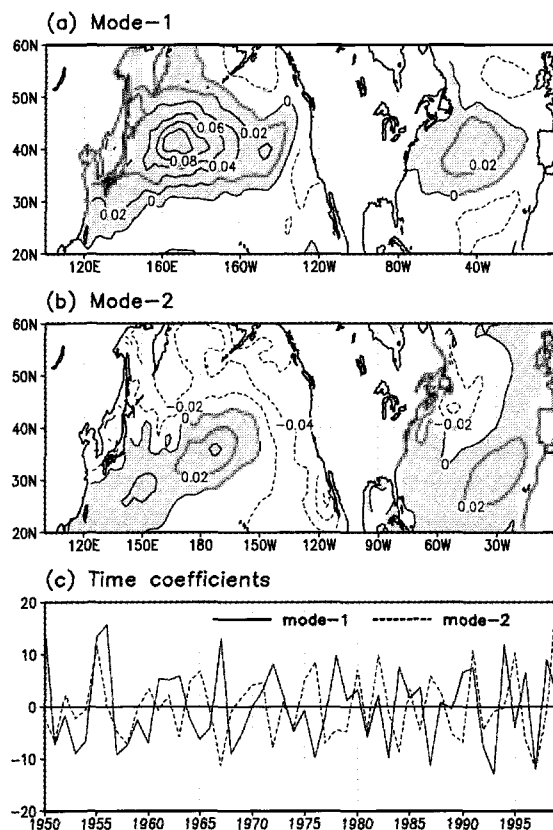 (a) Mode-1
60N
50N
40N
30N
20N
0
0.06
0.02
0.08
0.04
0.02
0
0.02
0
120E
160E
160W
120W
80W
40W
(b) Mode-2
60N
50N
40N
30N
20N
-0.02
0
-0.04
0.02
-0.02
0
0.02
120E
150E
180
150W
120W
90W
60W
30W
(c) Time coefficients
20
10
0
-10
-20
mode-1
mode-2
1950
1955
1960
1965
1970
1975
1980
1985
1990
1995